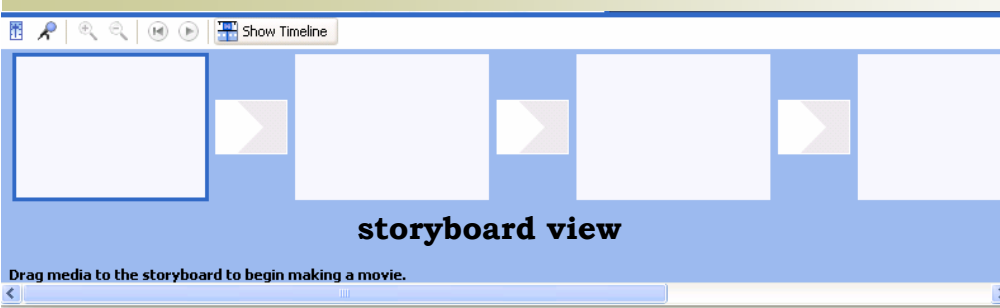 Show Timeline
storyboard view
Drag media to the storyboard to begin making a movie.